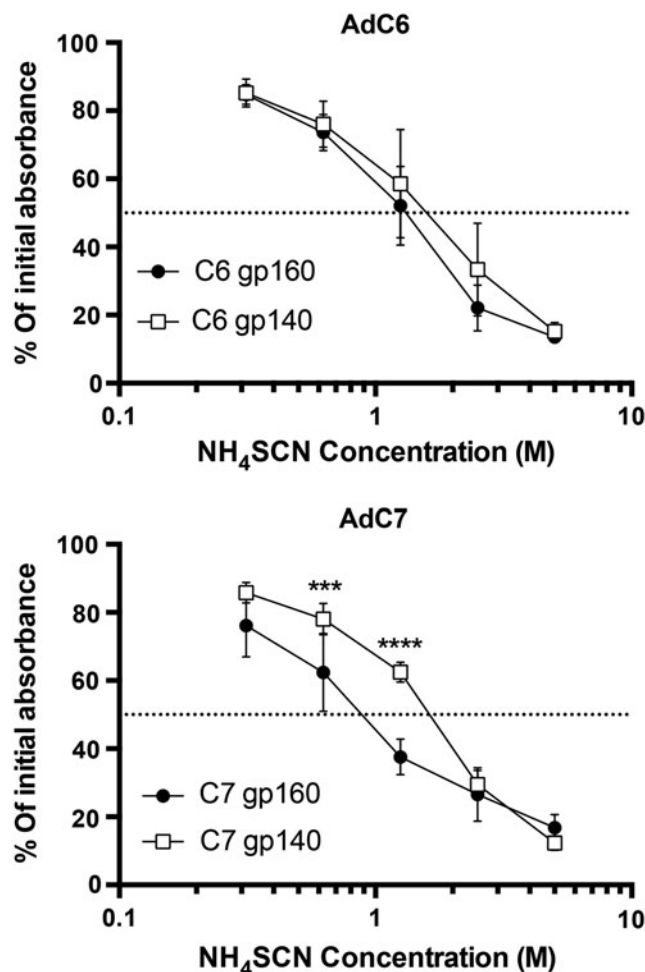 AdC6
% Of initial absorbance
100
80
60
40
20
0
C6 gp160
C6 gp140
0.1
1
10
NH₄SCN Concentration (M)
AdC7
% Of initial absorbance
100
80
60
40
20
0
***
****
C7 gp160
C7 gp140
0.1
1
10
NH₄SCN Concentration (M)